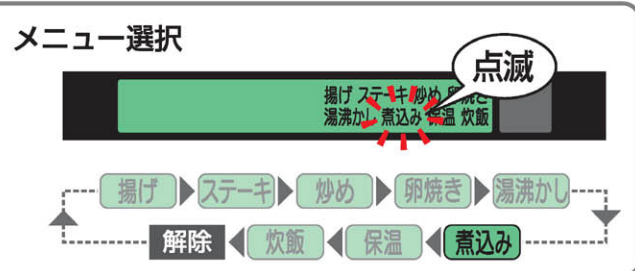 メニュー選択
点滅
揚げ ステーキ 炒め 卵焼き
湯沸かし 煮込み 保温 炊飯
揚げ ステーキ 炒め 卵焼き 湯沸かし
解除 炊飯 保温 煮込み